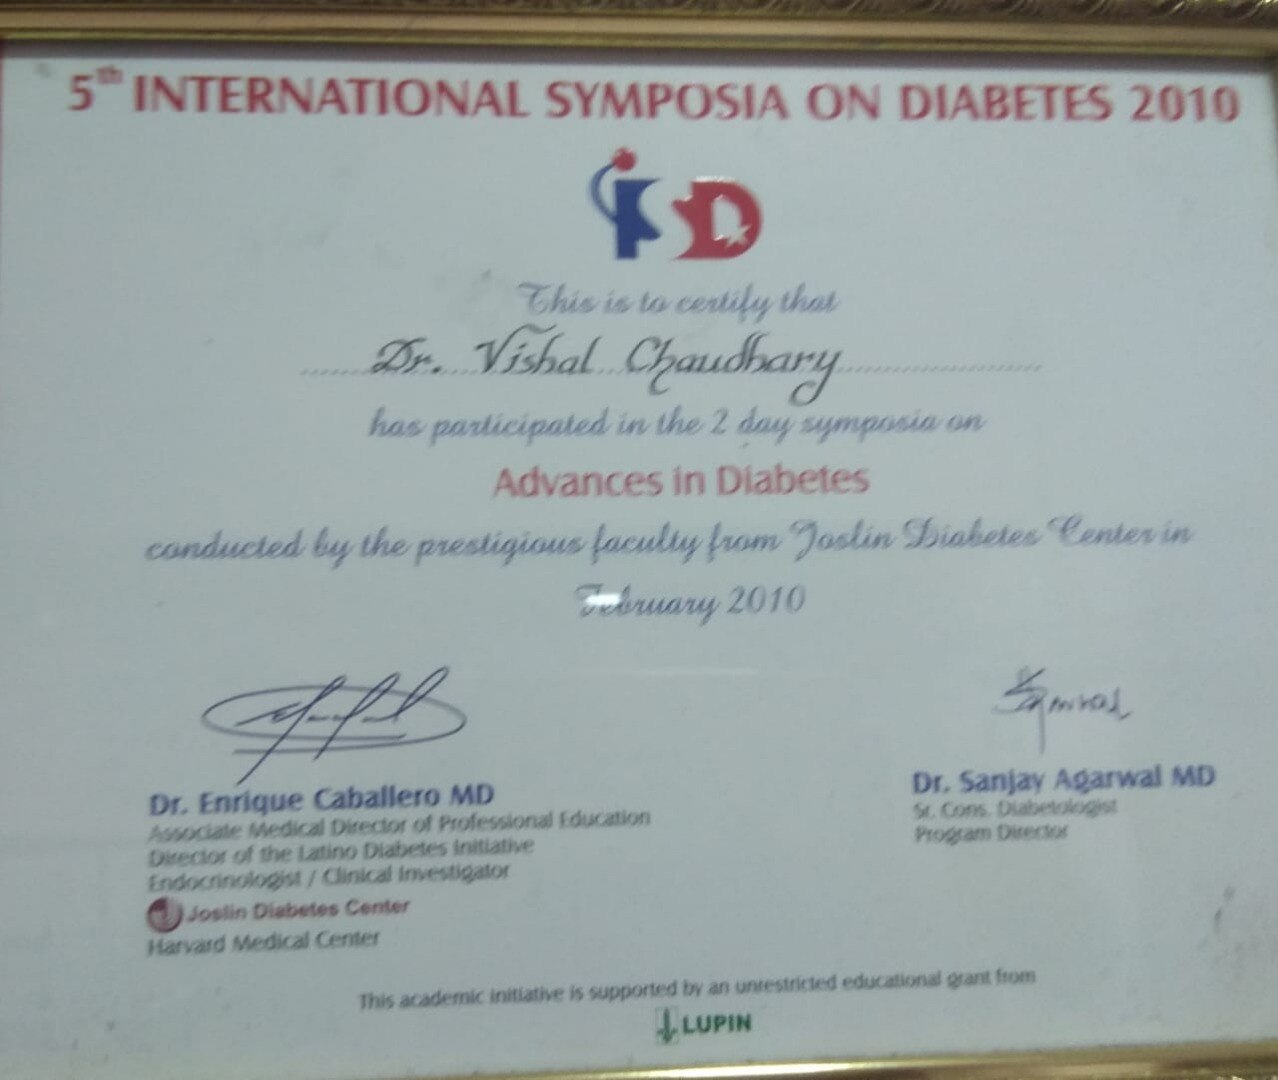 5th INTERNATIONAL SYMPOSIA ON DIABETES 2010
iSD
This is to certify that
Dr. Vishal Chaudhary
has participated in the 2 day symposia on
Advances in Diabetes
conducted by the prestigious faculty from Joslin Diabetes Center in
February 2010
Dr. Enrique Caballero MD
Associate Medical Director of Professional Education
Director of the Latino Diabetes Initiative
Endocrinologist / Clinical Investigator
Joslin Diabetes Center
Harvard Medical Center
Dr. Sanjay Agarwal MD
Sr. Cons. Diabetologist
Program Director
This academic initiative is supported by an unrestricted educational grant from
LUPIN